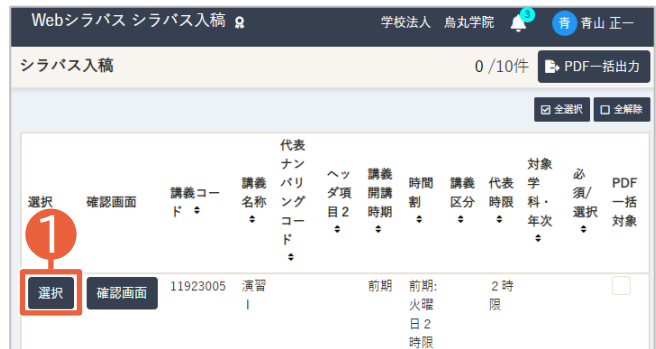 Webシラバス シラバス入稿 学校法人 烏丸学院 3 青 青山 正一
シラバス入稿 0 /10件 PDF一括出力
全選択 全解除
選択
確認画面
講義コー
ド
講義
名称
代表
ナン
バリ
ング
コー
ド
ヘッ
ダ項
目2
講義
開講
時期
時間
割
講義
区分
代表
時限
対象
学
科・
年次
必
須/
選択
PDF
一括
対象
1
選択 確認画面 11923005
演習
I
前期
前期:
火曜
日2
時限
2時
限